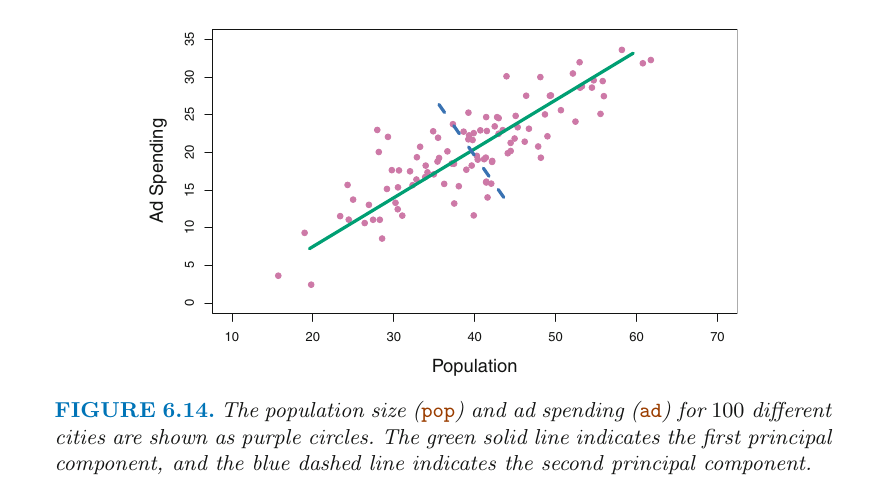 35
30
25
20
15
10
5
0
Ad Spending
10 20 30 40 50 60 70
Population
FIGURE 6.14. The population size (pop) and ad spending (ad) for 100 different
cities are shown as purple circles. The green solid line indicates the first principal
component, and the blue dashed line indicates the second principal component.